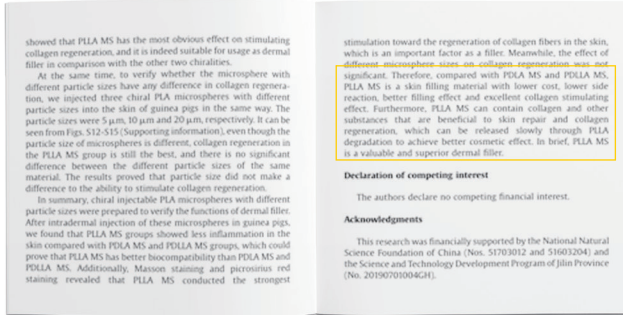 showed that PLLA MS has the most obvious effect on stimulating
collagen regeneration, and it is indeed suitable for usage as dermal
filler in comparison with the other two chiralities.
At the same time, to verify whether the microsphere with
different particle sizes have any difference in collagen regenera-
tion, we injected three chiral PLA microspheres with different
particle sizes into the skin of guinea pigs in the same way. The
particle sizes were 5 μm, 10 μm and 20 μm, respectively. It can be
seen from Figs. S12-S15 (Supporting information), even though the
particle size of microspheres is different, collagen regeneration in
the PLLA MS group is still the best, and there is no significant
difference between the different particle sizes of the same
material. The results proved that particle size did not make a
difference to the ability to stimulate collagen regeneration.
In summary, chiral injectable PLA microspheres with different
particle sizes were prepared to verify the functions of dermal filler.
After intradermal injection of these microspheres in guinea pigs,
we found that PLLA MS groups showed less inflammation in the
skin compared with PDLA MS and PDLLA MS groups, which could
prove that PLLA MS has better biocompatibility than PDLA MS and
PDLLA MS. Additionally, Masson staining and picrosirius red
staining revealed that PLLA MS conducted the strongest
stimulation toward the regeneration of collagen fibers in the skin,
which is an important factor as a filler. Meanwhile, the effect of
different microsphere sizes on collagen regeneration was not
significant. Therefore, compared with PDLA MS and PDLLA MS,
PLLA MS is a skin filling material with lower cost, lower side
reaction, better filling effect and excellent collagen stimulating
effect. Furthermore, PLLA MS can contain collagen and other
substances that are beneficial to skin repair and collagen
regeneration, which can be released slowly through PLLA
degradation to achieve better cosmetic effect. In brief, PLLA MS
is a valuable and superior dermal filler.
Declaration of competing interest
The authors declare no competing financial interest.
Acknowledgments
This research was financially supported by the National Natural
Science Foundation of China (Nos. 51703012 and 51603204) and
the Science and Technology Development Program of Jilin Province
(No. 20190701004GH).